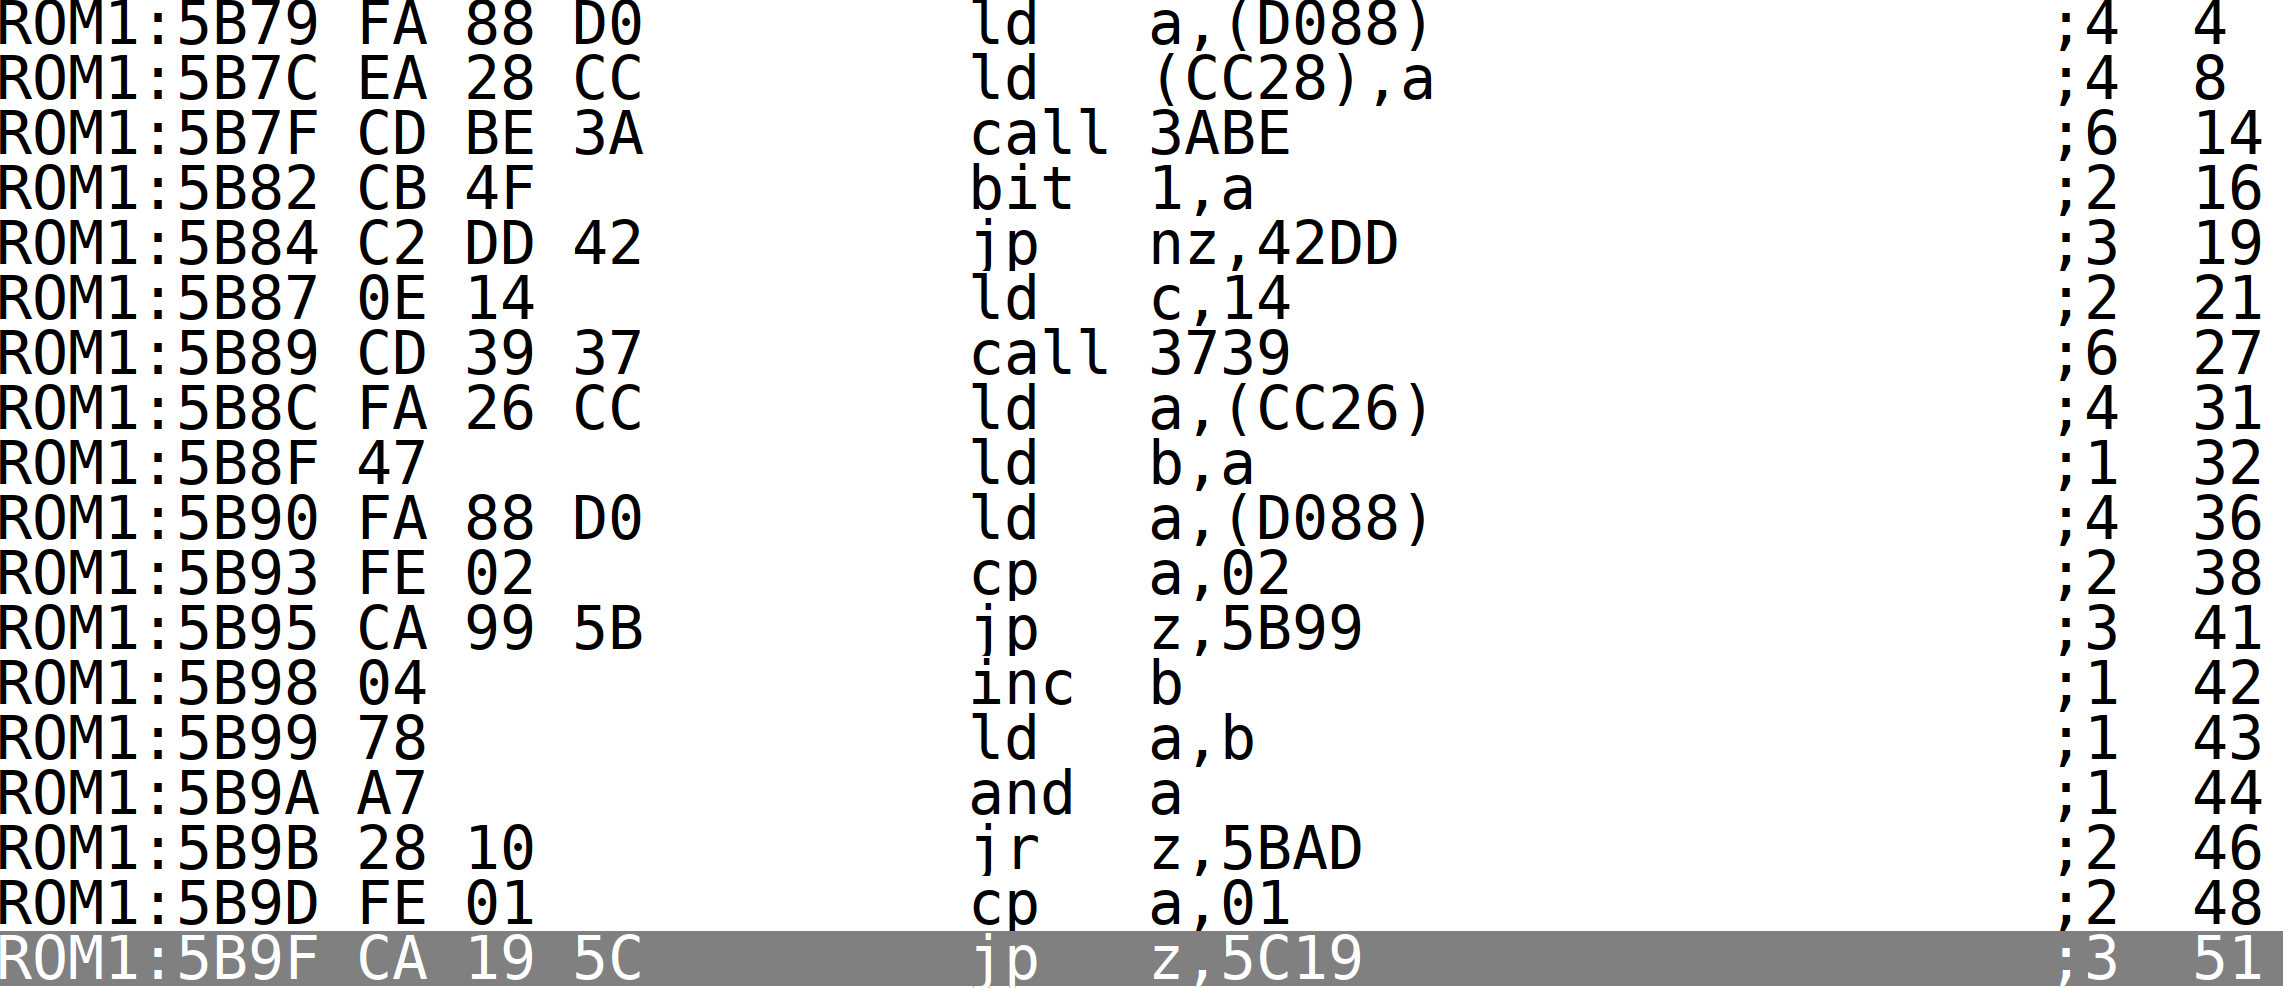 ROM1:5B79 FA 88 D0 ld a,(D088) ;4 4
ROM1:5B7C EA 28 CC ld (CC28),a ;4 8
ROM1:5B7F CD BE 3A call 3ABE ;6 14
ROM1:5B82 CB 4F bit 1,a ;2 16
ROM1:5B84 C2 DD 42 jp nz,42DD ;3 19
ROM1:5B87 0E 14 ld c,14 ;2 21
ROM1:5B89 CD 39 37 call 3739 ;6 27
ROM1:5B8C FA 26 CC ld a,(CC26) ;4 31
ROM1:5B8F 47 ld b,a ;1 32
ROM1:5B90 FA 88 D0 ld a,(D088) ;4 36
ROM1:5B93 FE 02 cp a,02 ;2 38
ROM1:5B95 CA 99 5B jp z,5B99 ;3 41
ROM1:5B98 04 inc b ;1 42
ROM1:5B99 78 ld a,b ;1 43
ROM1:5B9A A7 and a ;1 44
ROM1:5B9B 28 10 jr z,5BAD ;2 46
ROM1:5B9D FE 01 cp a,01 ;2 48
ROM1:5B9F CA 19 5C jp z,5C19 ;3 51